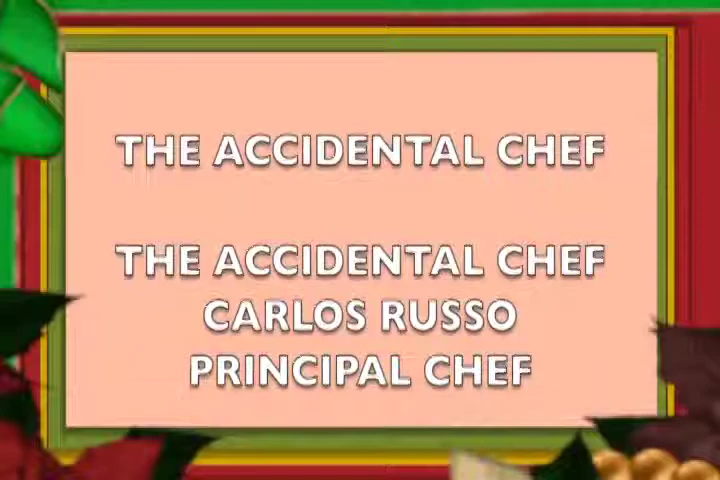 THE ACCIDENTAL CHEF
THE ACCIDENTAL CHEF
CARLOS RUSSO
PRINCIPAL CHEF